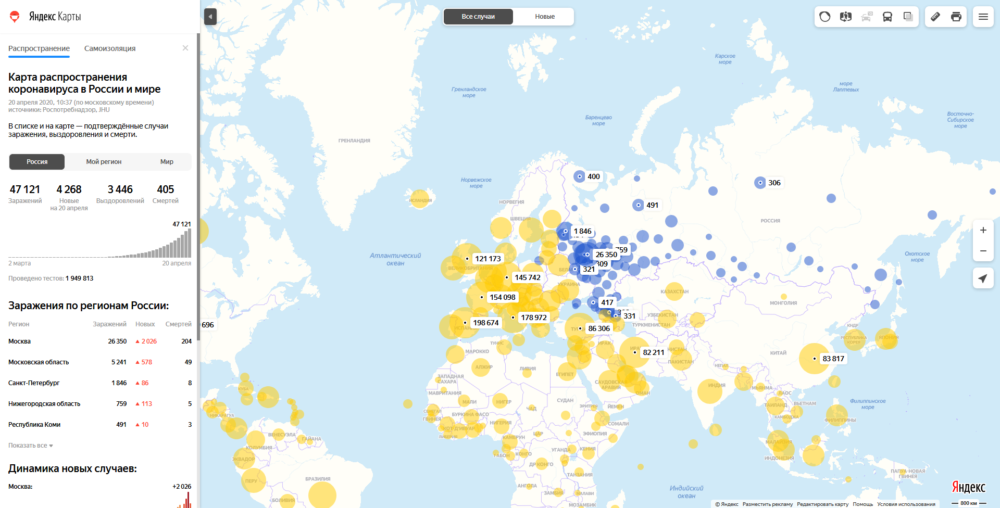 Яндекс Карты
Распространение
Самоизоляция
Карта распространения
коронавируса в России и мире
20 апреля 2020, 10:37 (по московскому времени)
источники: Роспотребнадзор, JHU
В списке и на карте — подтверждённые случаи
заражения, выздоровления и смерти.
Россия
Мой регион
Мир
47 121
4 268
3 446
405
Заражений
Новые
на 20 апреля
Выздоровлений
Смертей
47 121
2 марта
20 апреля
Проведено тестов: 1 949 813
Заражения по регионам России:
Регион Заражений Новых Смертей
Москва 26 350 ▲ 2 026 204
Московская область 5 241 ▲ 578 49
Санкт-Петербург 1 846 ▲ 86 8
Нижегородская область 759 ▲ 113 5
Республика Коми 491 ▲ 10 3
Показать все
Динамика новых случаев:
Москва: +2 026
Все случаи
Новые
Карское
море
море
Лаптевых
Гренландское
море
Баренцево
море
Восточно-
Сибирское
море
ГРЕНЛАНДИЯ
Норвежское
море
400
306
ИСЛАНДИЯ
НОРВЕГИЯ
491
ШВЕЦИЯ
РОССИЯ
1 846
759
26 350
309
321
Атлантический
океан
121 173
ВЕЛИКОБРИТАНИЯ
БЕЛА
145 742
УКРАИНА
Охотское
море
154 098
КАЗАХСТАН
417
МОНГОЛИЯ
331
178 972
198 674
ИСПАНИЯ
696
УЗБЕКИСТАН
ТУРКМЕНИСТАН
86 306
КНДР
РЕСПУБЛИКА
КОРЕЯ
ЯПОНИЯ
ТУНИС
МАРОККО
ИРАК
82 211
НИСТАН
ПАКИСТАН
КИТАЙ
83 817
АЛЖИР
ЛИВИЯ
ЕГИПЕТ
НЕПАЛ
ЗАПАДНАЯ
САХАРА
САУДОВСКАЯ
АРАВИЯ
ОМАН
ИНДИЯ
МЬЯНМА
ЛАОС
КУБА
МАВРИТАНИЯ
МАЛИ
НИГЕР
ЧАД
СУДАН
ЭРИТРЕЯ
ЙЕМЕН
ТАИЛАНД
ВЬЕТНАМ
Филиппинское
море
НИКАРАГУА
СЕНЕГАЛ
ГВИНЕЯ
БУРКИНА ФАСО
НИГЕРИЯ
КАМБОДЖА
ФИЛИППИНЫ
КОТ-Д'ИВУАР
ЛИБЕРИЯ
СОМАЛИ
ВЕНЕСУЭЛА
ГАЙАНА
КАМЕРУН
ЦАР
ЭФИОПИЯ
КОЛУМБИЯ
МАЛАЙЗИЯ
ЭКВАДОР
ГАБОН
КОНГО
УГАНДА
КЕНИЯ
ИНДОНЕЗИЯ
ДР КОНГО
ПЕРУ
БРАЗИЛИЯ
ТАНЗАНИЯ
ПАПУА-НОВАЯ
ГВИНЕЯ
АНГОЛА
Индийский
океан
БОЛИВИЯ
ЗАМБИЯ
МАЛАВИ
МОЗАМБИК
Яндекс
© Яндекс Разместить рекламу Редактировать карту Помощь Условия использования
800 км